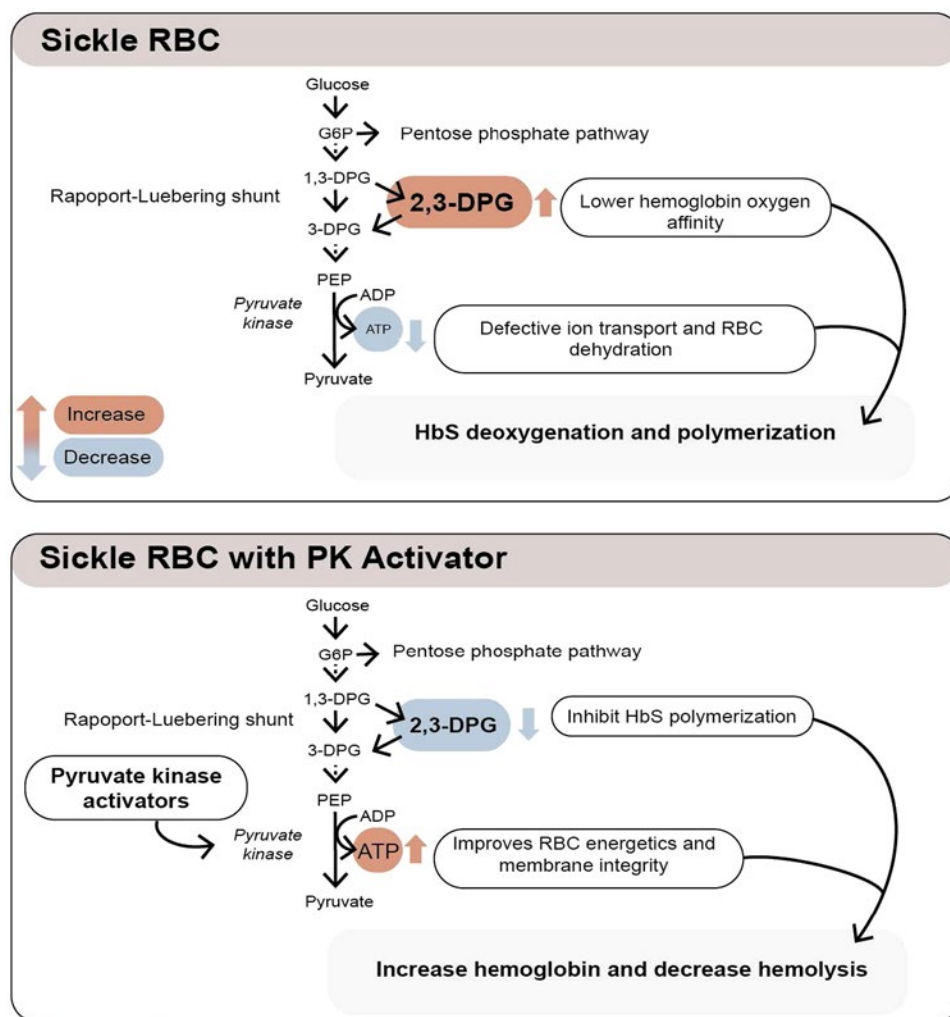 Sickle RBC
Glucose
G6P
Pentose phosphate pathway
1,3-DPG
Rapoport-Luebering shunt
2,3-DPG
Lower hemoglobin oxygen
affinity
3-DPG
PEP
ADP
Pyruvate
kinase
ATP
Defective ion transport and RBC
dehydration
Pyruvate
Increase
Decrease
HbS deoxygenation and polymerization
Sickle RBC with PK Activator
Glucose
G6P
Pentose phosphate pathway
1,3-DPG
Rapoport-Luebering shunt
2,3-DPG
Inhibit HbS polymerization
3-DPG
Pyruvate kinase
activators
PEP
ADP
Pyruvate
kinase
ATP
Improves RBC energetics and
membrane integrity
Pyruvate
Increase hemoglobin and decrease hemolysis